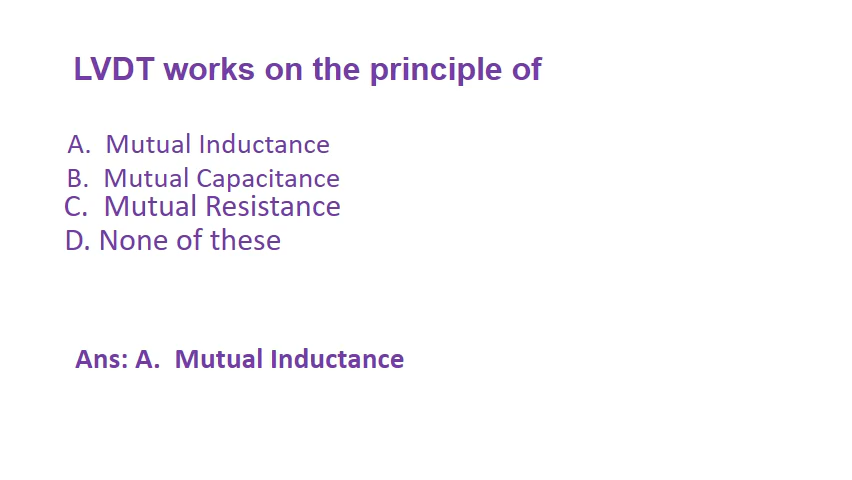 LVDT works on the principle of
A. Mutual Inductance
B. Mutual Capacitance
C. Mutual Resistance
D. None of these
Ans: A. Mutual Inductance